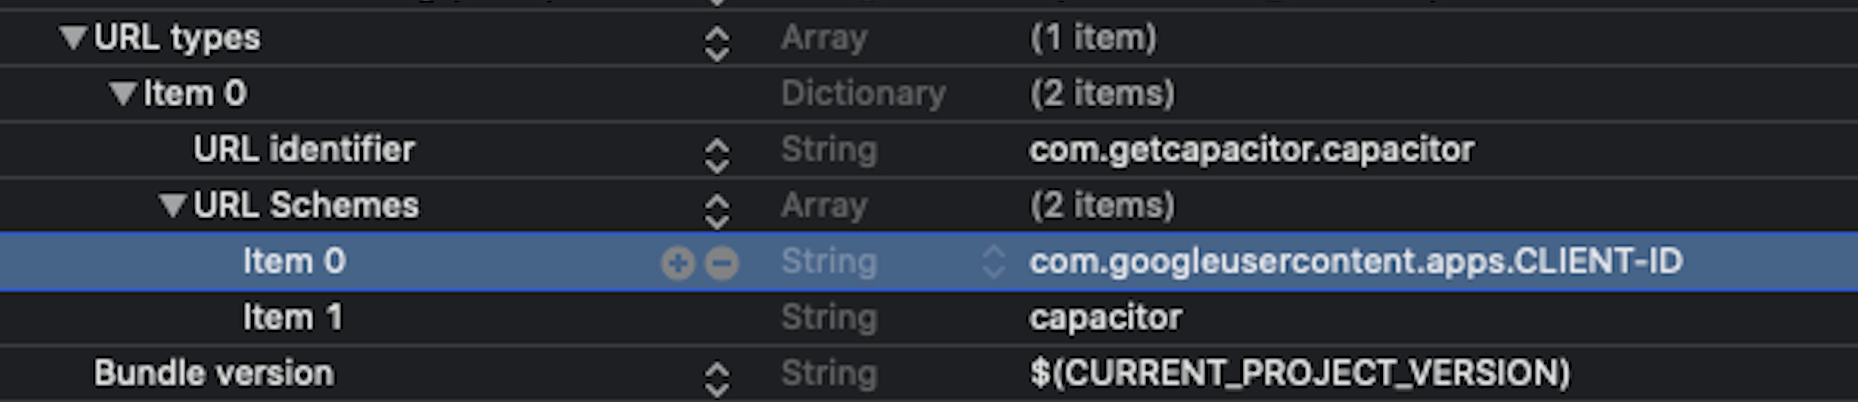 URL types Array (1 item)
Item 0 Dictionary (2 items)
URL identifier String com.getcapacitor.capacitor
URL Schemes Array (2 items)
Item 0 String com.googleusercontent.apps.CLIENT-ID
Item 1 String capacitor
Bundle version String $(CURRENT_PROJECT_VERSION)